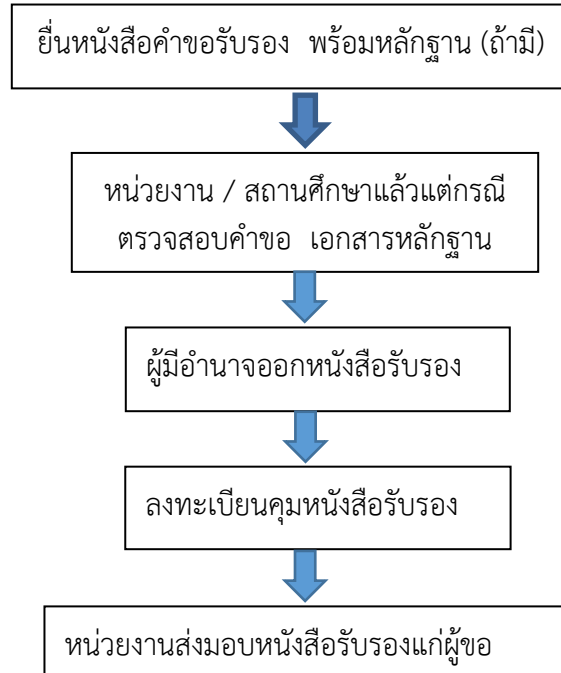 ยื่นหนังสือคำขอรับรอง พร้อมหลักฐาน (ถ้ามี)
หน่วยงาน / สถานศึกษาแล้วแต่กรณี
ตรวจสอบคำขอ เอกสารหลักฐาน
ผู้มีอำนาจออกหนังสือรับรอง
ลงทะเบียนคุมหนังสือรับรอง
หน่วยงานส่งมอบหนังสือรับรองแก่ผู้ขอ